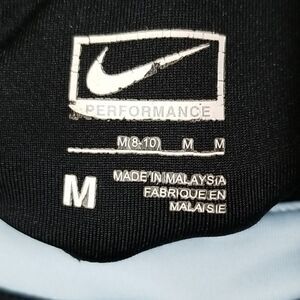 PERFORMANCE
M(8-10) M M
M
MADE IN MALAYSIA
FABRIQUE EN
MALAISIE